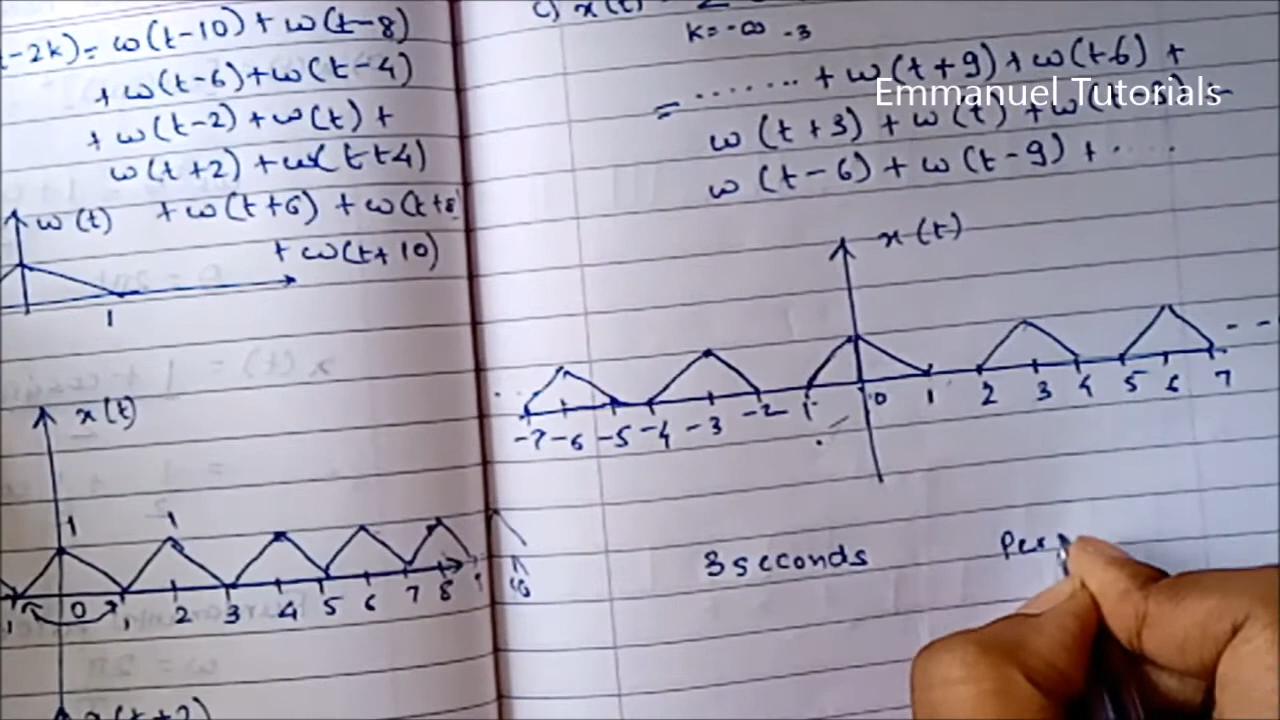 -2k) = ω(t-10) + ω(t-8)
+ ω(t-6) + ω(t-4)
+ ω(t-2) + ω(t) +
ω(t+2) + ω(t+4)
ω(t) + ω(t+6) + ω(t+8
+ ω(t+10)
1
x(t)
1 1
0 1 2 3 4 5 6 7 8
c) x(t)
k=-∞ -3
= ....... + ω(t+9) + ω(t+6) +
Emmanuel Tutorials
ω(t+3) + ω(t) +
ω(t-6) + ω(t-9) + ....
x(t)
-7 -6 -5 -4 -3 -2 1 0 1 2 3 4 5 6 7
3 seconds Per